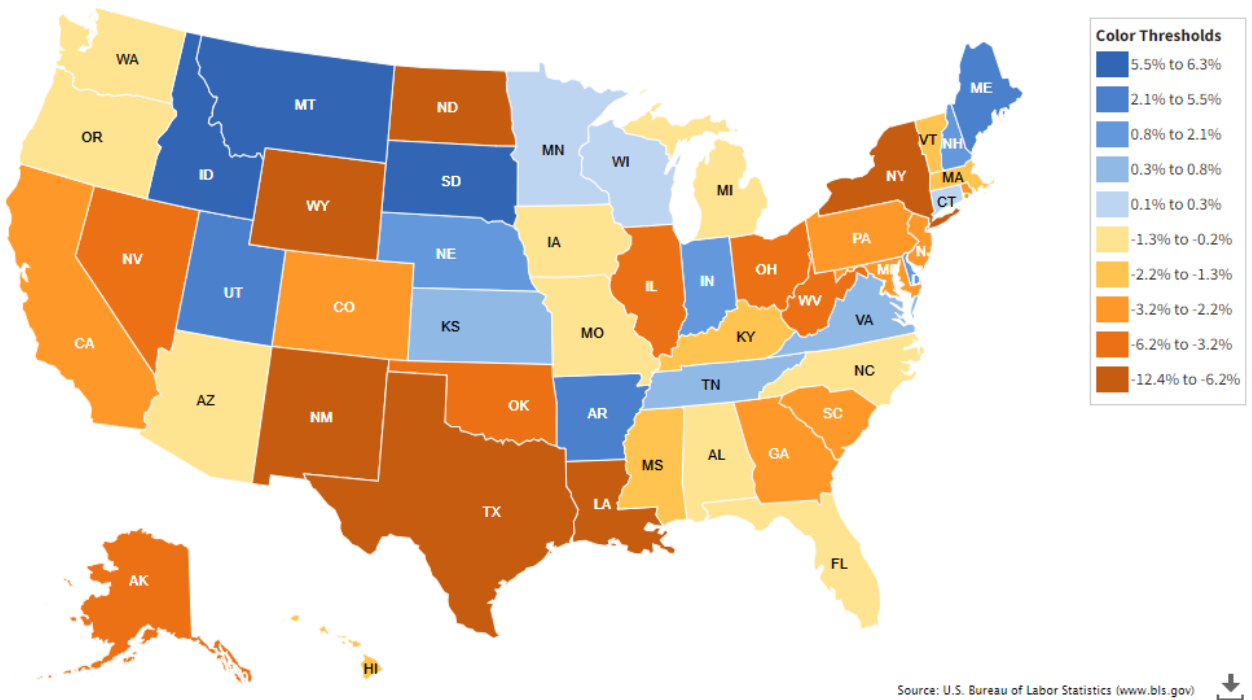 WA
MT
ND
ME
OR
MN
VT
NH
ID
SD
WI
NY
MA
WY
MI
CT
IA
NE
PA
NV
UT
CO
IL
IN
OH
MD
WV
CA
KS
MO
KY
VA
AZ
NM
OK
AR
TN
NC
SC
MS
AL
GA
TX
LA
FL
AK
HI
Color Thresholds
5.5% to 6.3%
2.1% to 5.5%
0.8% to 2.1%
0.3% to 0.8%
0.1% to 0.3%
-1.3% to -0.2%
-2.2% to -1.3%
-3.2% to -2.2%
-6.2% to -3.2%
-12.4% to -6.2%
Source: U.S. Bureau of Labor Statistics (www.bls.gov)